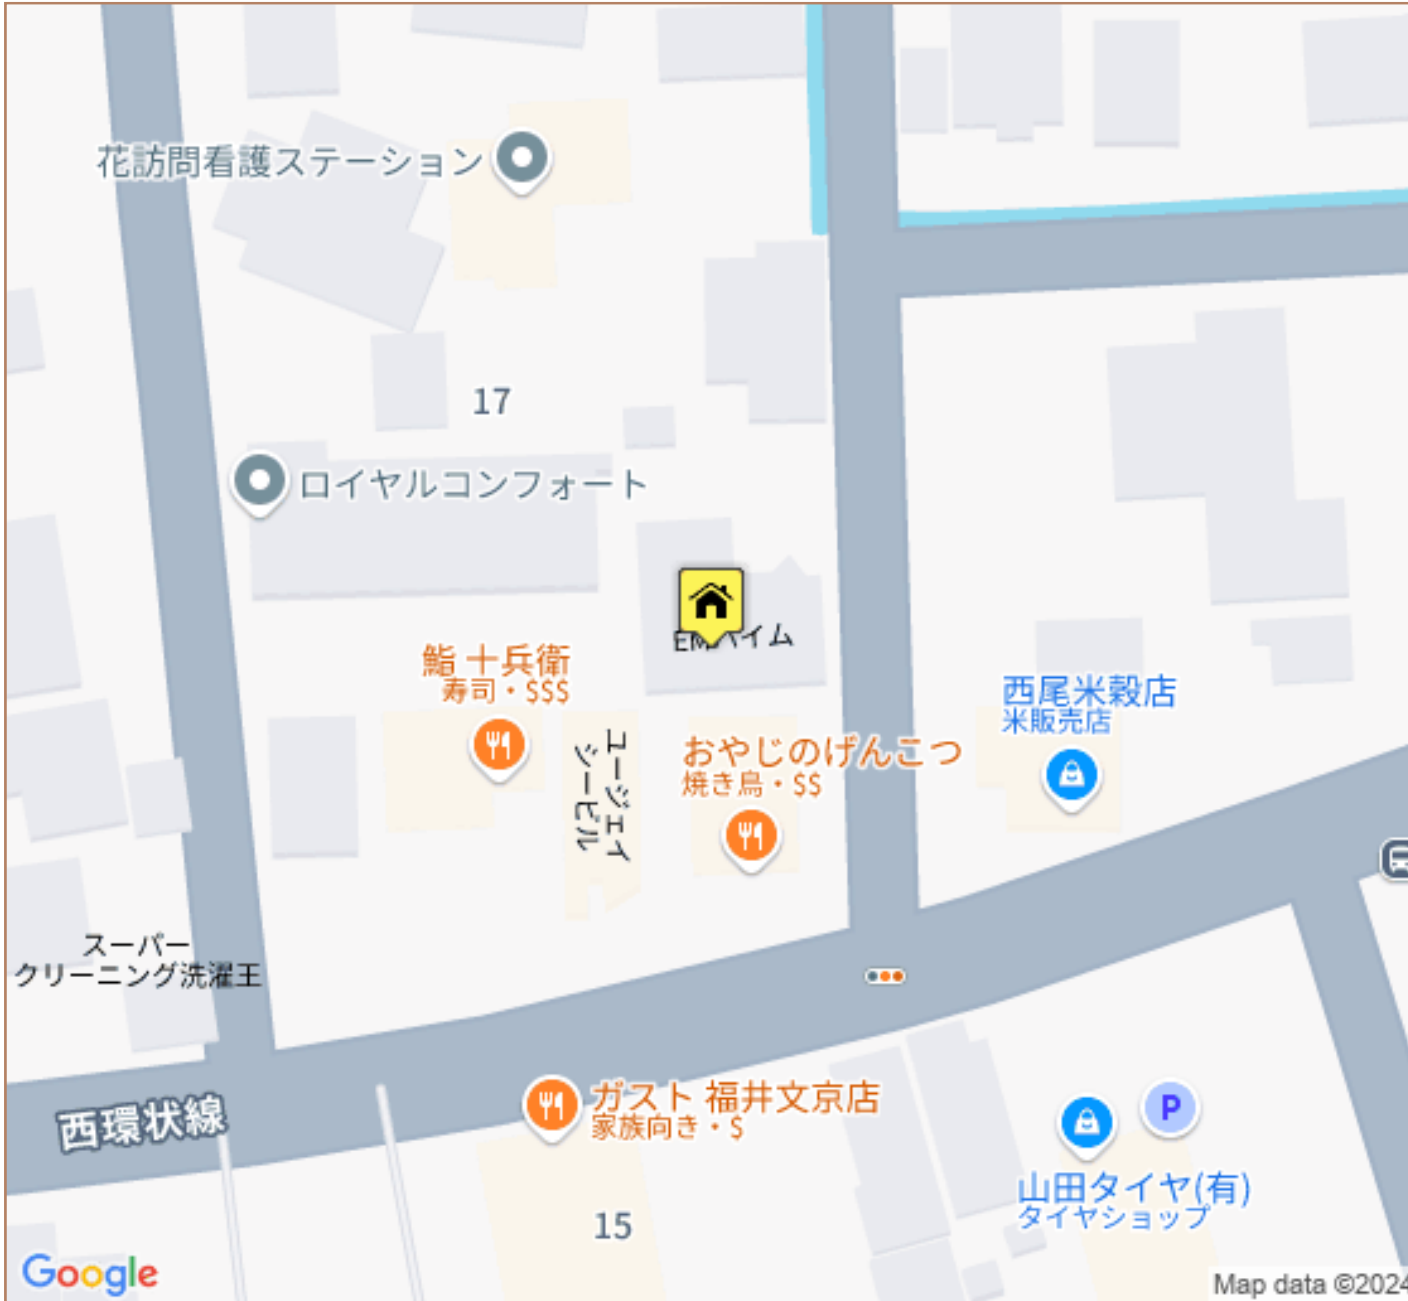 花訪問看護ステーション
17
ロイヤルコンフォート
鮨 十兵衛
寿司・$$$
ユージェイ
シービル
おやじのげんこつ
焼き鳥・$$
西尾米穀店
米販売店
スーパー
クリーニング洗濯王
西環状線
ガスト 福井文京店
家族向き・$
P
山田タイヤ(有)
タイヤショップ
15
Google
Map data ©2024